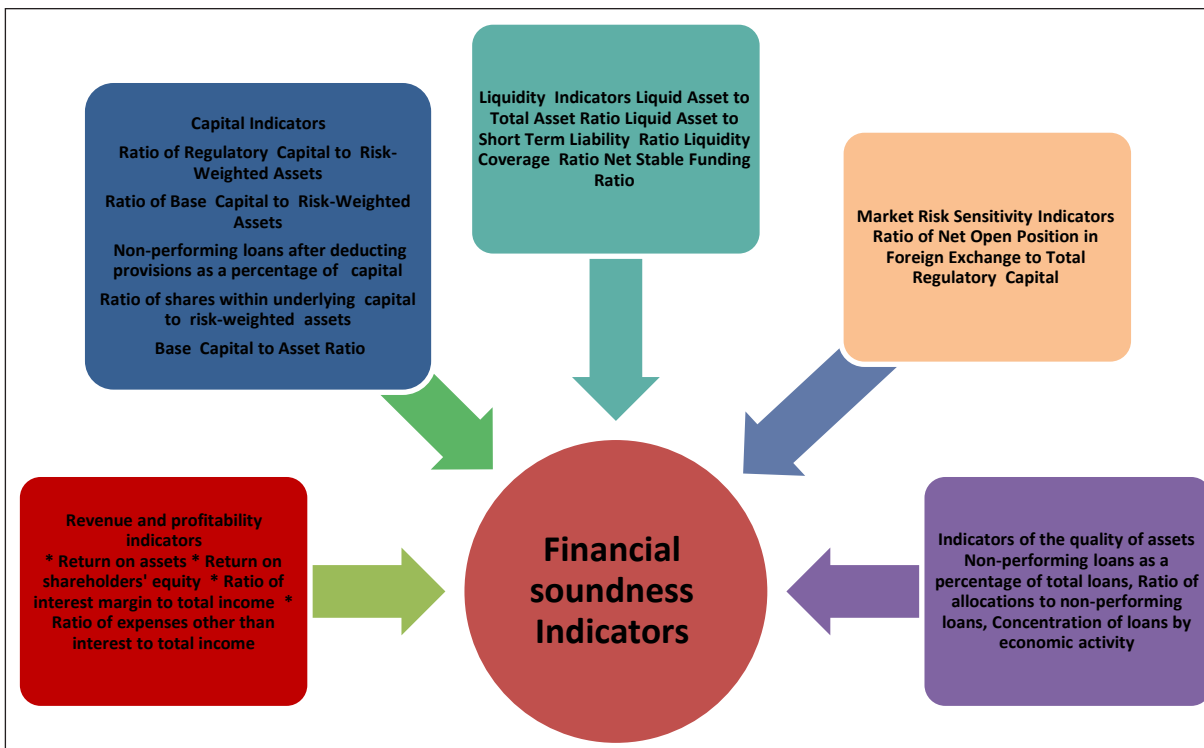 Capital Indicators
Ratio of Regulatory Capital to Risk-
Weighted Assets
Ratio of Base Capital to Risk-Weighted
Assets
Non-performing loans after deducting
provisions as a percentage of capital
Ratio of shares within underlying capital
to risk-weighted assets
Base Capital to Asset Ratio
Liquidity Indicators Liquid Asset to
Total Asset Ratio Liquid Asset to
Short Term Liability Ratio Liquidity
Coverage Ratio Net Stable Funding
Ratio
Market Risk Sensitivity Indicators
Ratio of Net Open Position in
Foreign Exchange to Total
Regulatory Capital
Revenue and profitability
indicators
* Return on assets * Return on
shareholders' equity * Ratio of
interest margin to total income *
Ratio of expenses other than
interest to total income
Financial
soundness
Indicators
Indicators of the quality of assets
Non-performing loans as a
percentage of total loans, Ratio of
allocations to non-performing
loans, Concentration of loans by
economic activity